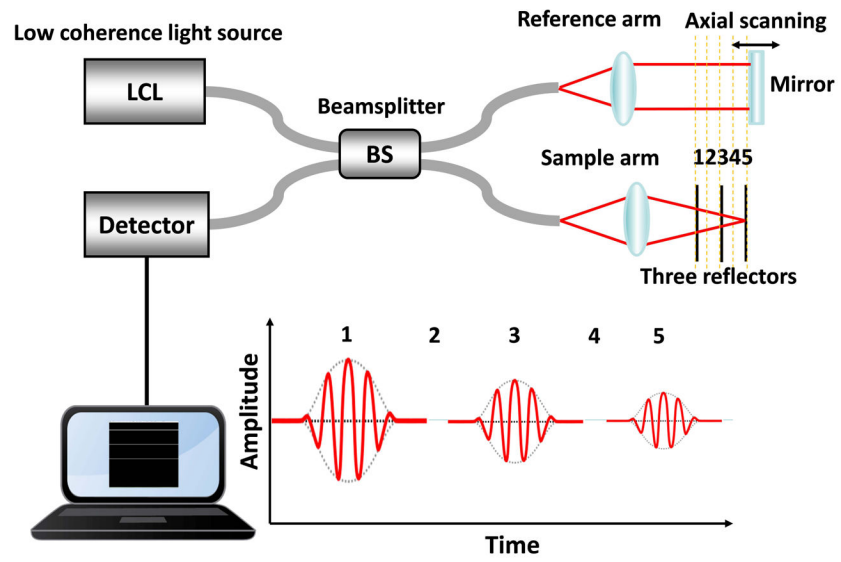 Low coherence light source
LCL
Beamsplitter
BS
Detector
Reference arm
Axial scanning
Mirror
Sample arm
12345
Three reflectors
1 2 3 4 5
Amplitude
Time